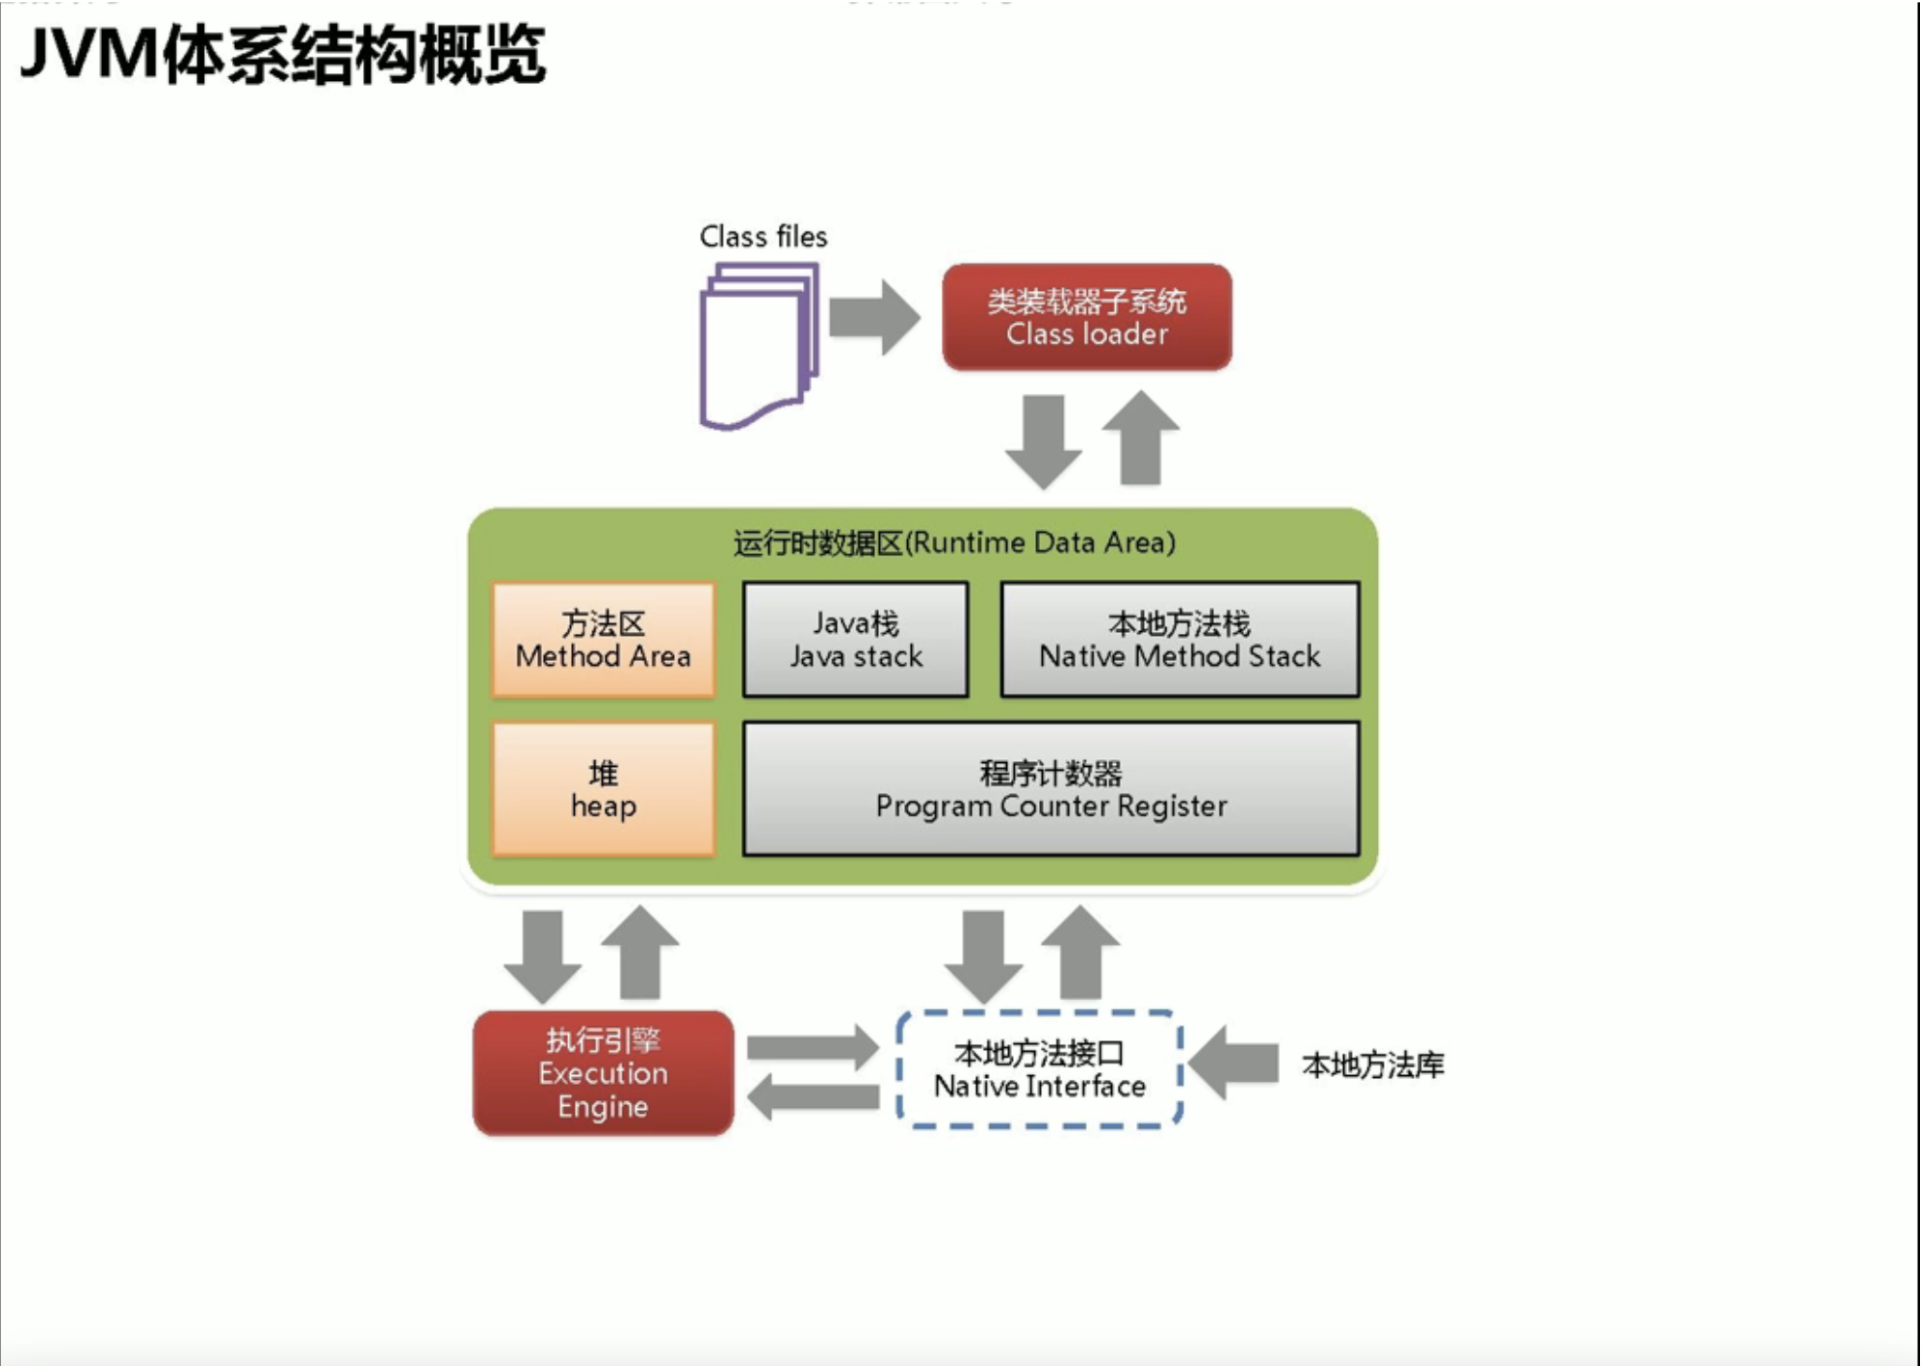 JVM体系结构概览
Class files
类装载器子系统
Class loader
运行时数据区(Runtime Data Area)
方法区
Method Area
Java栈
Java stack
本地方法栈
Native Method Stack
堆
heap
程序计数器
Program Counter Register
执行引擎
Execution
Engine
本地方法接口
Native Interface
本地方法库